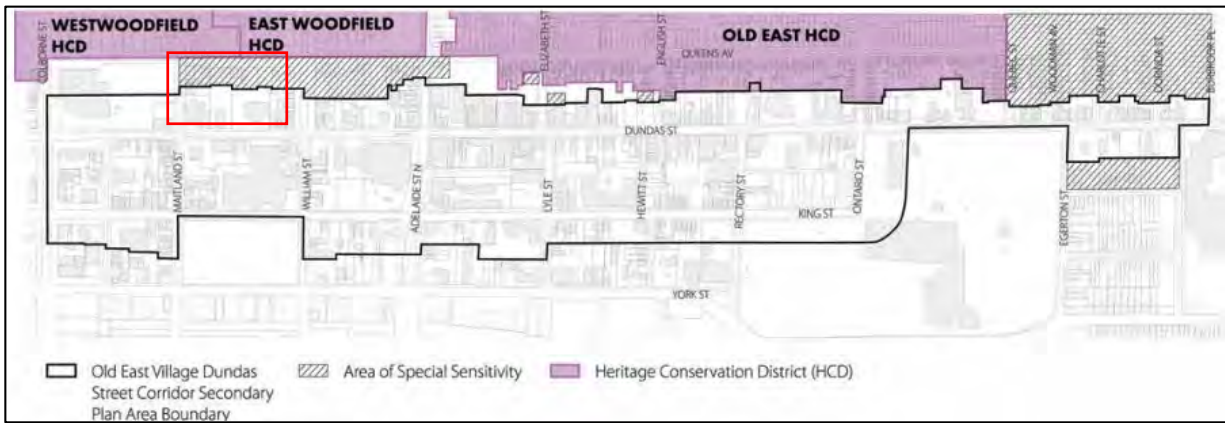 WESTWOODFIELD
HCD
EAST WOODFIELD
HCD
OLD EAST HCD
COLBORNE ST
ELIZABETH ST
ENGLISH ST
QUEENS AV
QUEBEC ST
WOODMAN AV
CHARLOTTE ST
DORINDA ST
BURBROOK PL
DUNDAS ST
MAITLAND ST
WILLIAM ST
ADELAIDE ST N
LYLE ST
HEWITT ST
RECTORY ST
KING ST
ONTARIO ST
EGERTON ST
YORK ST
Old East Village Dundas
Street Corridor Secondary
Plan Area Boundary
Area of Special Sensitivity
Heritage Conservation District (HCD)